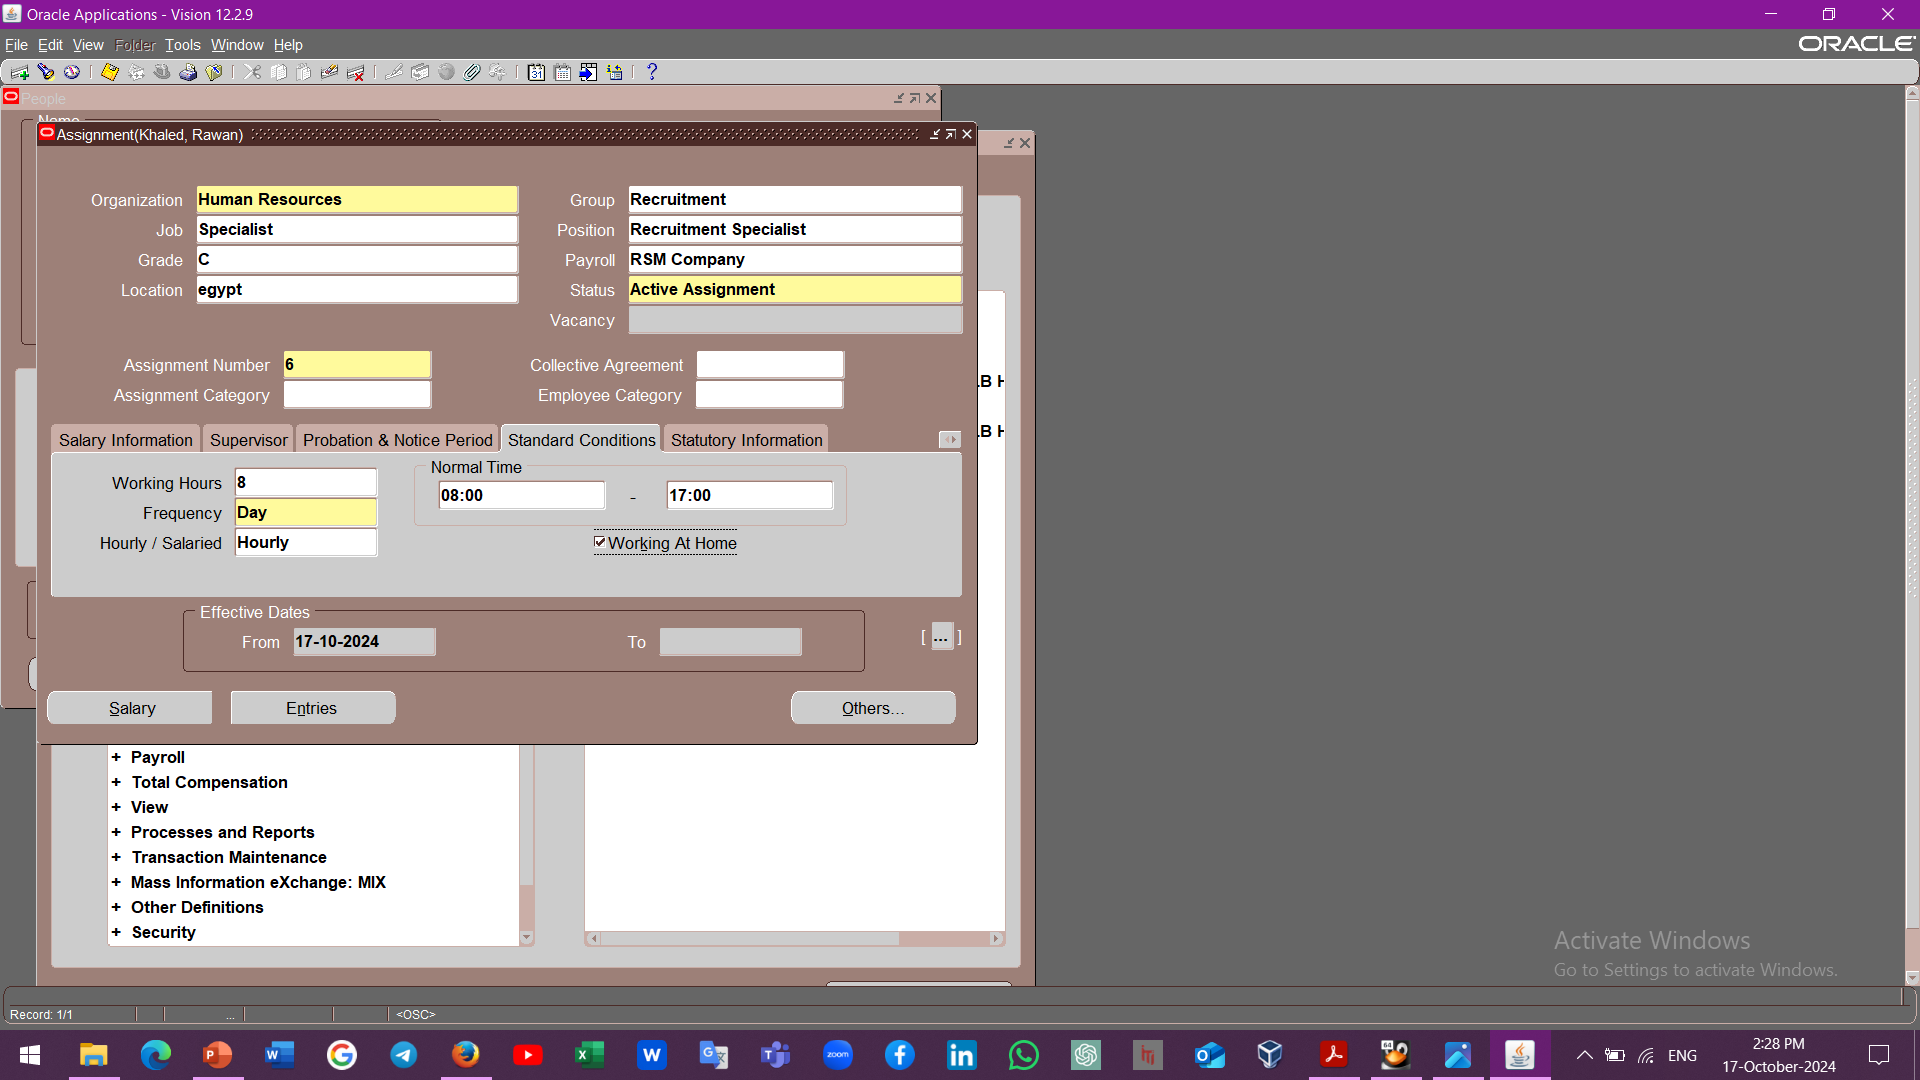 Oracle Applications - Vision 12.2.9
File Edit View Folder Tools Window Help
ORACLE
People
Name
Assignment(Khaled, Rawan)
Organization Human Resources Group Recruitment
Job Specialist Position Recruitment Specialist
Grade C Payroll RSM Company
Location egypt Status Active Assignment
Vacancy
Assignment Number 6 Collective Agreement
Assignment Category Employee Category
.B H
.B H
Salary Information Supervisor Probation & Notice Period Standard Conditions Statutory Information
Normal Time
Working Hours 8 08:00 - 17:00
Frequency Day
Hourly / Salaried Hourly Working At Home
Effective Dates
From 17-10-2024 To [ ... ]
Salary Entries Others...
+ Payroll
+ Total Compensation
+ View
+ Processes and Reports
+ Transaction Maintenance
+ Mass Information eXchange: MIX
+ Other Definitions
+ Security
Activate Windows
Go to Settings to activate Windows.
Record: 1/1 ... <OSC>
zoom
ENG
2:28 PM
17-October-2024